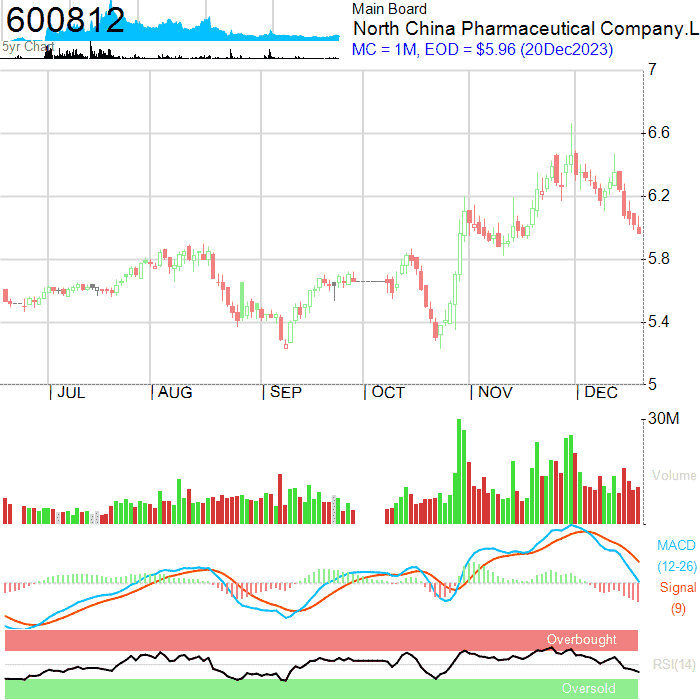 600812
5yr Chart
Main Board
North China Pharmaceutical Company.L
MC = 1M, EOD = $5.96 (20Dec2023)
7
6.6
6.2
5.8
5.4
5
JUL
AUG
SEP
OCT
NOV
DEC
30M
Volume
MACD
(12-26)
Signal
(9)
Overbought
RSI(14)
Oversold